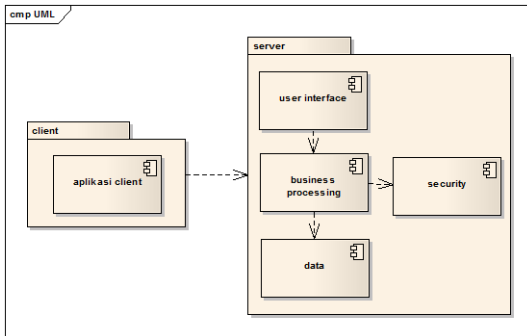 cmp UML
server
user interface
client
aplikasi client
business
processing
security
data